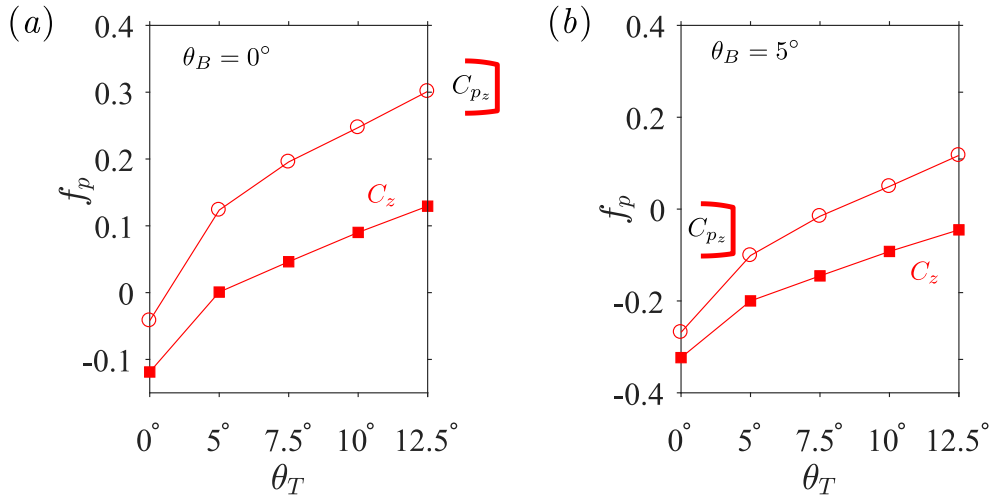 (a)
0.4
θ_B = 0°
0.3
C_{p_z}
0.2
f_p
C_z
0.1
0
-0.1
0° 5° 7.5° 10° 12.5°
θ_T
(b)
0.4
θ_B = 5°
0.2
f_p
0
C_{p_z}
C_z
-0.2
-0.4
0° 5° 7.5° 10° 12.5°
θ_T